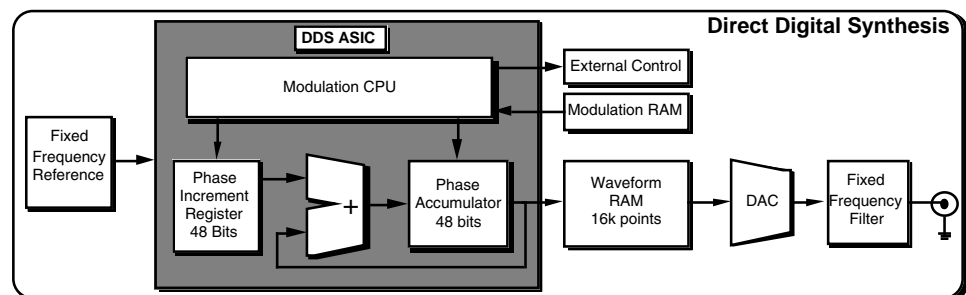 Direct Digital Synthesis
DDS ASIC
Modulation CPU
External Control
Modulation RAM
Fixed
Frequency
Reference
Phase
Increment
Register
48 Bits
+
Phase
Accumulator
48 bits
Waveform
RAM
16k points
DAC
Fixed
Frequency
Filter